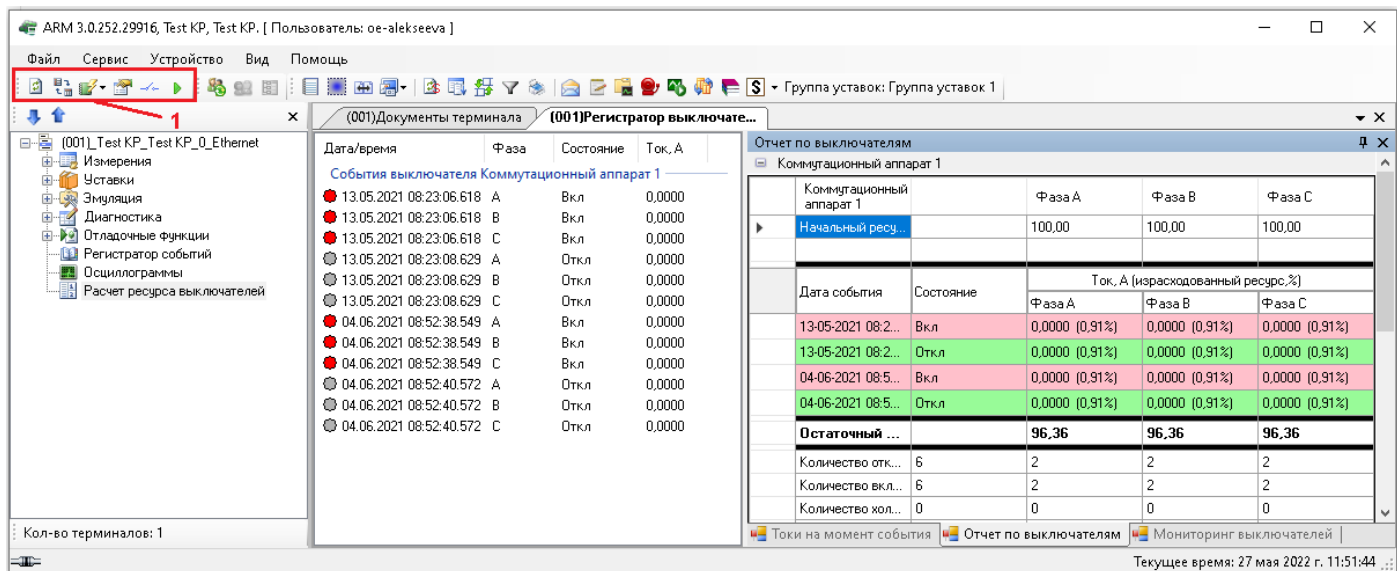 ARM 3.0.252.29916, Test KP, Test KP. [ Пользователь: oe-alekseeva ]
Файл Сервис Устройство Вид Помощь
S Группа уставок: Группа уставок 1
1
(001)_Test KP_Test KP_0_Ethernet
Измерения
Уставки
Эмуляция
Диагностика
Отладочные функции
Регистратор событий
Осциллограммы
Расчет ресурса выключателей
Кол-во терминалов: 1
(001)Документы терминала (001)Регистратор выключате...
Дата/время Фаза Состояние Ток, А
События выключателя Коммутационный аппарат 1
13.05.2021 08:23:06.618 A Вкл 0,0000
13.05.2021 08:23:06.618 B Вкл 0,0000
13.05.2021 08:23:06.618 C Вкл 0,0000
13.05.2021 08:23:08.629 A Откл 0,0000
13.05.2021 08:23:08.629 B Откл 0,0000
13.05.2021 08:23:08.629 C Откл 0,0000
04.06.2021 08:52:38.549 A Вкл 0,0000
04.06.2021 08:52:38.549 B Вкл 0,0000
04.06.2021 08:52:38.549 C Вкл 0,0000
04.06.2021 08:52:40.572 A Откл 0,0000
04.06.2021 08:52:40.572 B Откл 0,0000
04.06.2021 08:52:40.572 C Откл 0,0000
Отчет по выключателям
Коммутационный аппарат 1
Коммутационный аппарат 1 Фаза A Фаза B Фаза C
Начальный ресу... 100,00 100,00 100,00
Дата события Состояние Ток, А (израсходованный ресурс,%)
Фаза A Фаза B Фаза C
13-05-2021 08:2... Вкл 0,0000 (0,91%) 0,0000 (0,91%) 0,0000 (0,91%)
13-05-2021 08:2... Откл 0,0000 (0,91%) 0,0000 (0,91%) 0,0000 (0,91%)
04-06-2021 08:5... Вкл 0,0000 (0,91%) 0,0000 (0,91%) 0,0000 (0,91%)
04-06-2021 08:5... Откл 0,0000 (0,91%) 0,0000 (0,91%) 0,0000 (0,91%)
Остаточный ... 96,36 96,36 96,36
Количество отк... 6 2 2 2
Количество вкл... 6 2 2 2
Количество хол... 0 0 0 0
Токи на момент события Отчет по выключателям Мониторинг выключателей
Текущее время: 27 мая 2022 г. 11:51:44